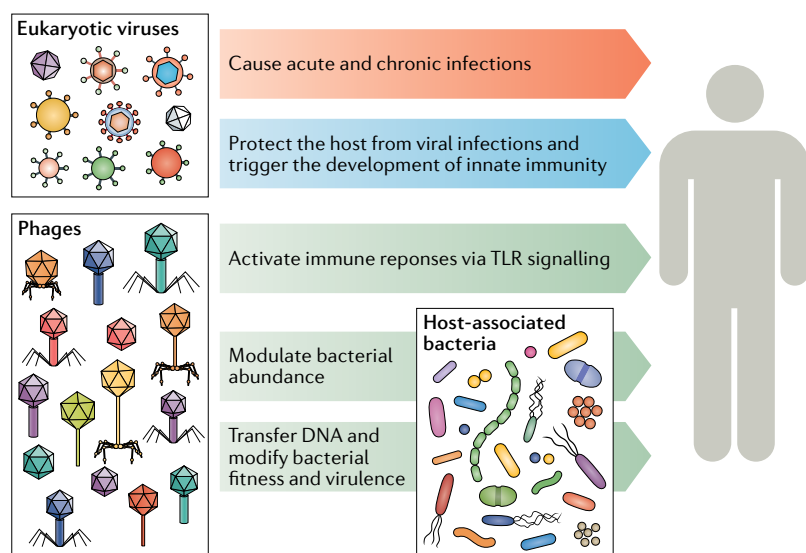 Eukaryotic viruses
Cause acute and chronic infections
Protect the host from viral infections and
trigger the development of innate immunity
Phages
Activate immune reponses via TLR signalling
Modulate bacterial
abundance
Host-associated
bacteria
Transfer DNA and
modify bacterial
fitness and virulence